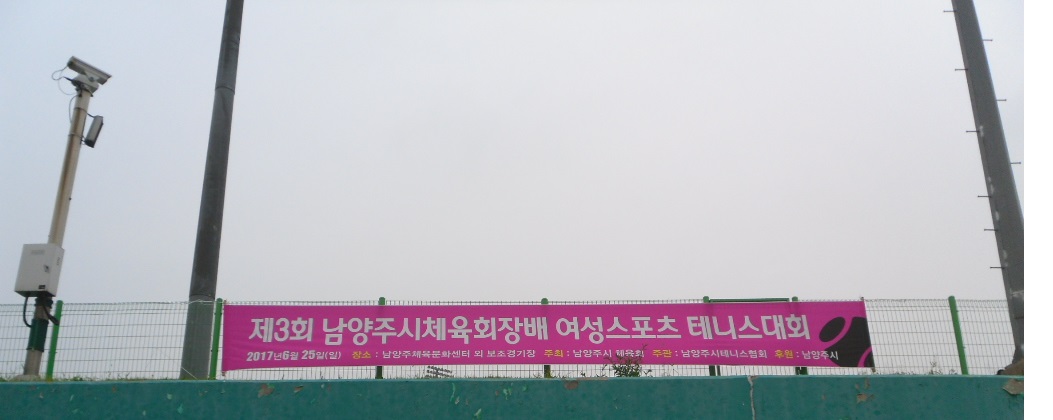 제3회 남양주시체육회장배 여성스포츠 테니스대회
2017년6월 25일(일) 장소 : 남양주체육문화센터 외 보조경기장 주최 : 남양주시 체육회 주관 : 남양주시테니스협회 후원 : 남양주시